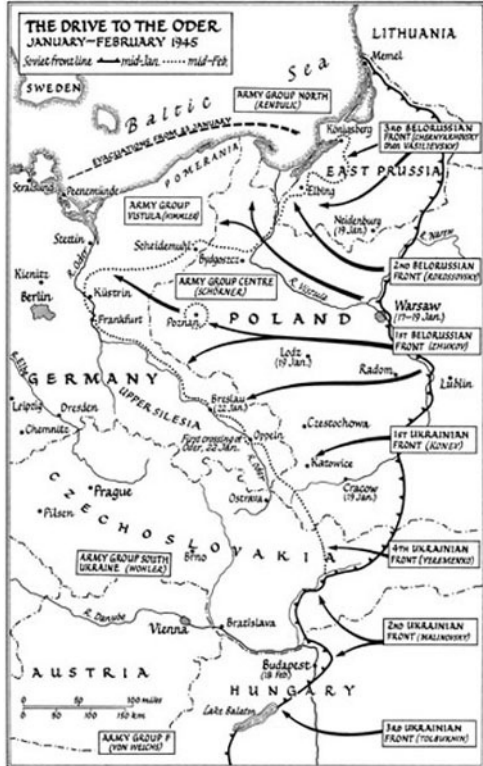 THE DRIVE TO THE ODER
JANUARY–FEBRUARY 1945
Soviet front line mid-Jan. mid-Feb.
LITHUANIA
Memel
SWEDEN
Baltic Sea
ARMY GROUP NORTH
(RENDULIC)
EVACUATIONS FROM 21 JANUARY
Königsberg
3RD BELORUSSIAN
FRONT (CHERNYAKHOVSKY
then VASILIEVSKY)
EAST PRUSSIA
POMERANIA
Stralsund
Peenemünde
Elbing
ARMY GROUP
VISTULA (HIMMLER)
Neidenburg
(19 Jan.)
R. Narew
Stettin
R. Oder
Scheidemuhl
Bydgoszcz
2ND BELORUSSIAN
FRONT (ROKOSSOVSKY)
Kienitz
Berlin
ARMY GROUP CENTRE
(SCHÖRNER)
R. Vistula
Küstrin
Poznań
POLAND
Warsaw
(17–19 Jan.)
Frankfurt
1ST BELORUSSIAN
FRONT (ZHUKOV)
Lodz
(19 Jan.)
R. Elbe
GERMANY
Radom
Lublin
UPPER SILESIA
Breslau
(22 Jan.)
Leipzig
Dresden
Chemnitz
Czestochowa
1ST UKRAINIAN
FRONT (KONEV)
First crossing of
Oder, 22 Jan.
Oppeln
R. Oder
Katowice
Cracow
(19 Jan.)
Prague
Ostrava
Pilsen
CZECHOSLOVAKIA
ARMY GROUP SOUTH
UKRAINE (WOHLER)
Brno
4TH UKRAINIAN
FRONT (YEREMENKO)
R. Danube
Vienna
Bratislava
2ND UKRAINIAN
FRONT (MALINOVSKY)
AUSTRIA
Budapest
(18 Feb.)
HUNGARY
0 50 100 miles
0 50 100 150 km
Lake Balaton
ARMY GROUP F
(VON WEICHS)
3RD UKRAINIAN
FRONT (TOLBUKHIN)